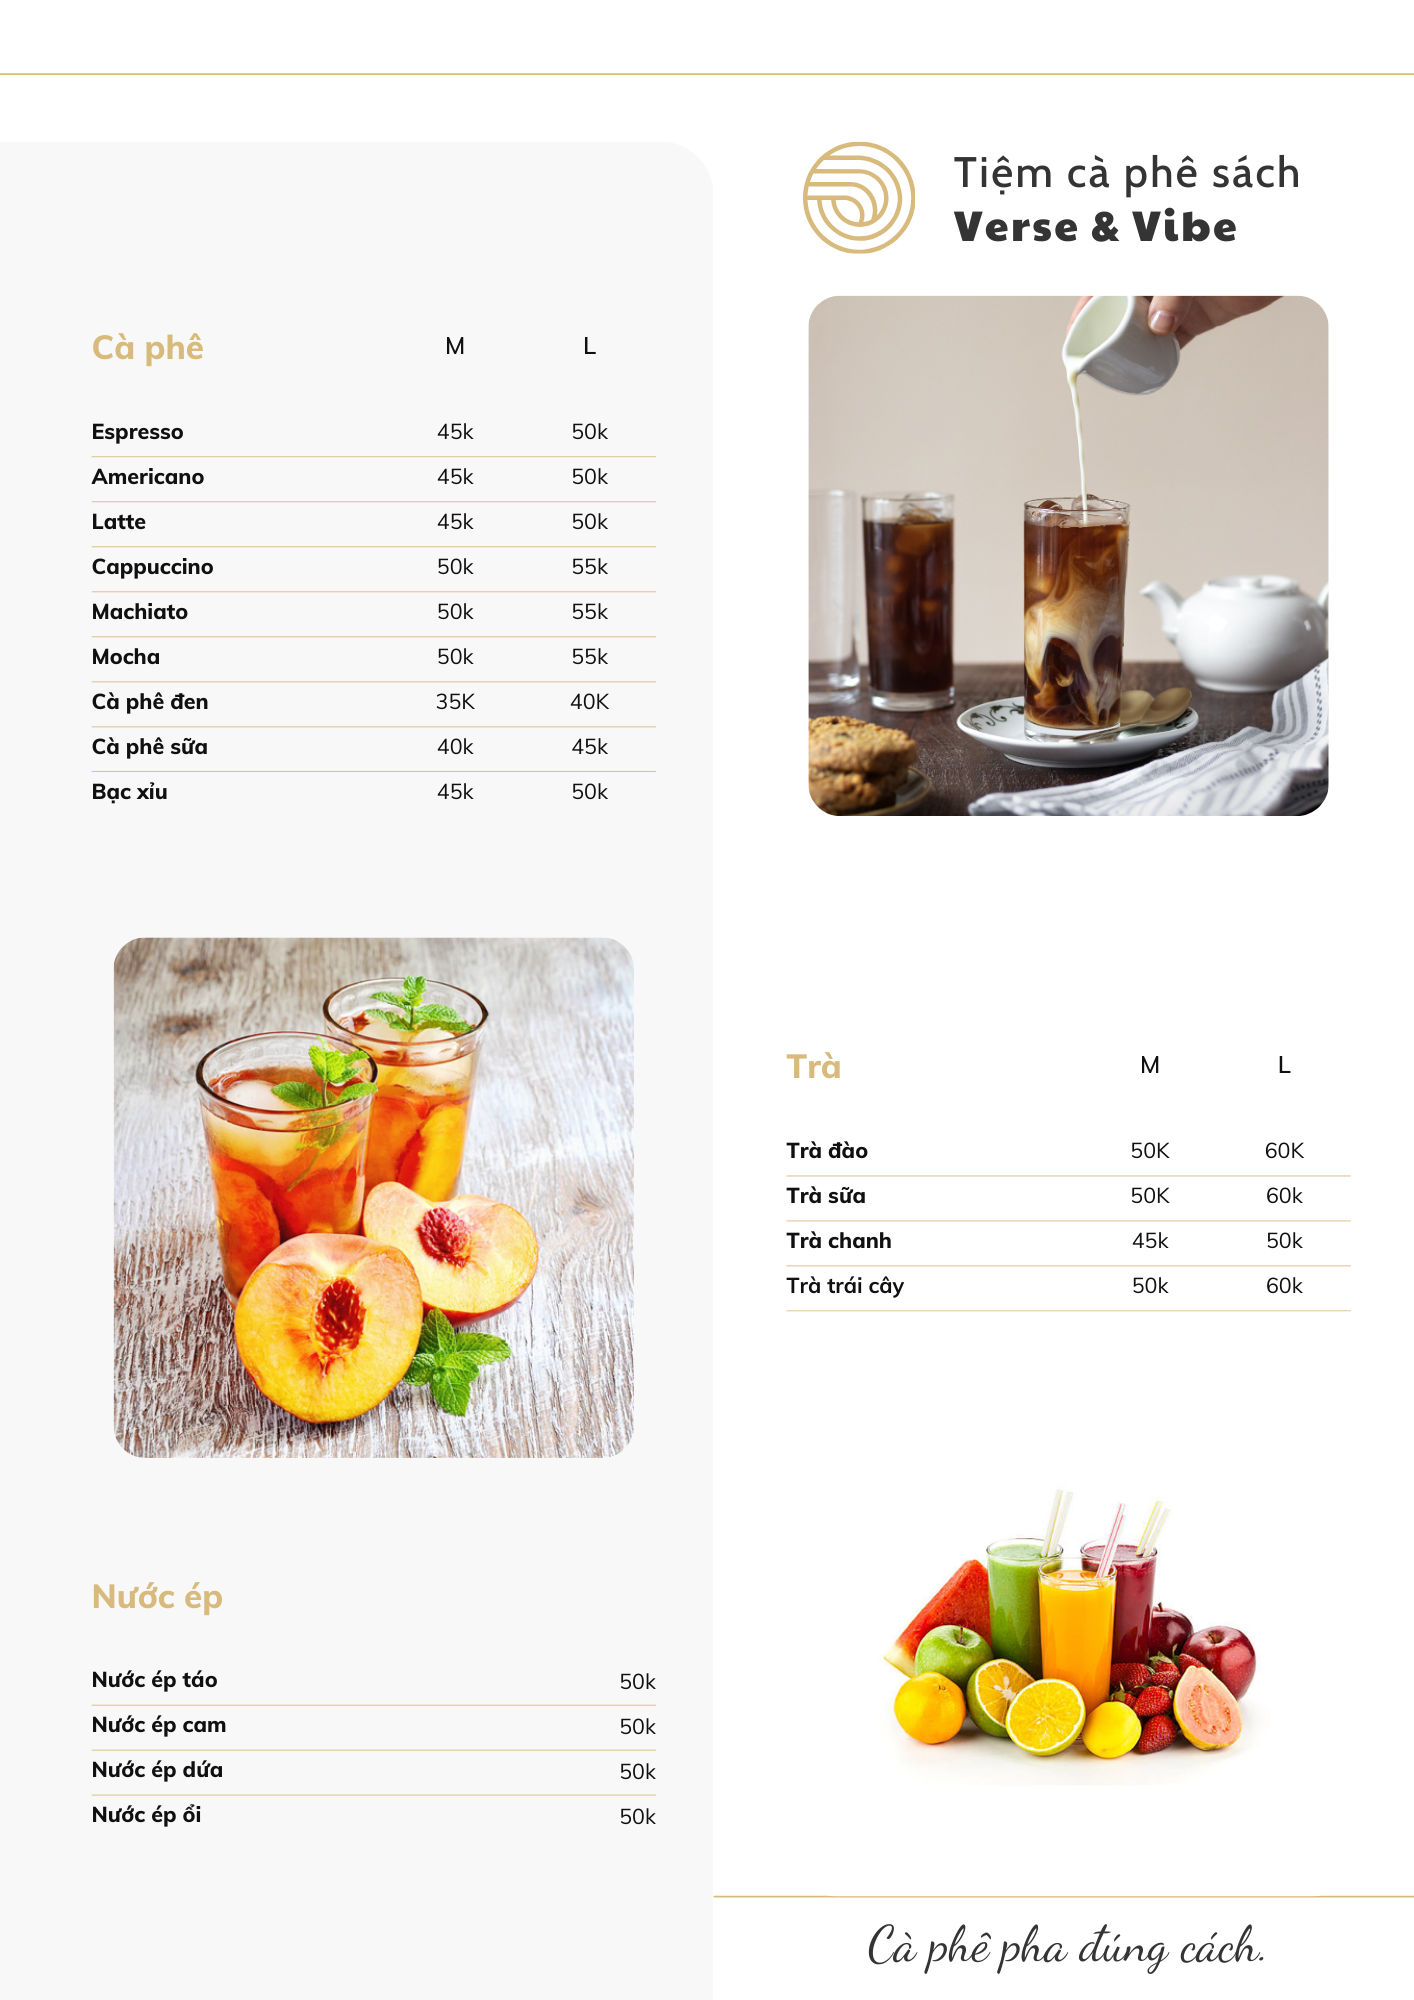 Tiệm cà phê sách
Verse & Vibe
Cà phê M L
Espresso 45k 50k
Americano 45k 50k
Latte 45k 50k
Cappuccino 50k 55k
Machiato 50k 55k
Mocha 50k 55k
Cà phê đen 35K 40K
Cà phê sữa 40k 45k
Bạc xỉu 45k 50k
Trà M L
Trà đào 50K 60K
Trà sữa 50K 60k
Trà chanh 45k 50k
Trà trái cây 50k 60k
Nước ép
Nước ép táo 50k
Nước ép cam 50k
Nước ép dứa 50k
Nước ép ổi 50k
Cà phê pha đúng cách.